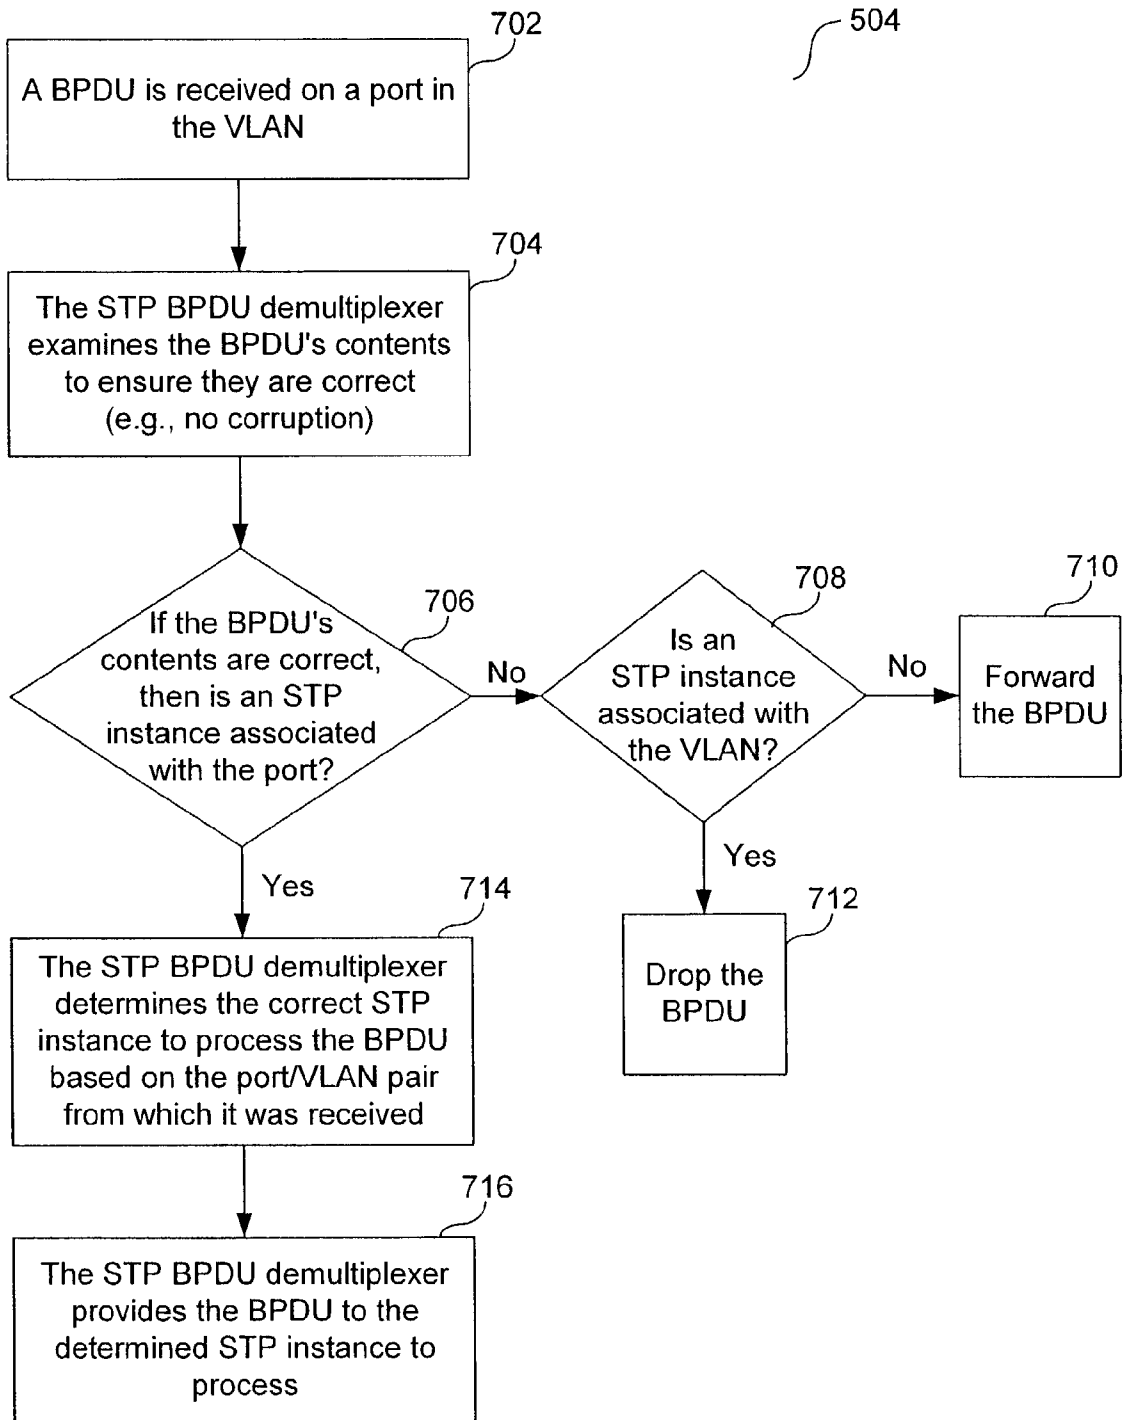 702
504
A BPDU is received on a port in
the VLAN
704
The STP BPDU demultiplexer
examines the BPDU's contents
to ensure they are correct
(e.g., no corruption)
706
If the BPDU's
contents are correct,
then is an STP
instance associated
with the port?
No
708
Is an
STP instance
associated with
the VLAN?
No
710
Forward
the BPDU
Yes
712
Drop the
BPDU
Yes
714
The STP BPDU demultiplexer
determines the correct STP
instance to process the BPDU
based on the port/VLAN pair
from which it was received
716
The STP BPDU demultiplexer
provides the BPDU to the
determined STP instance to
process